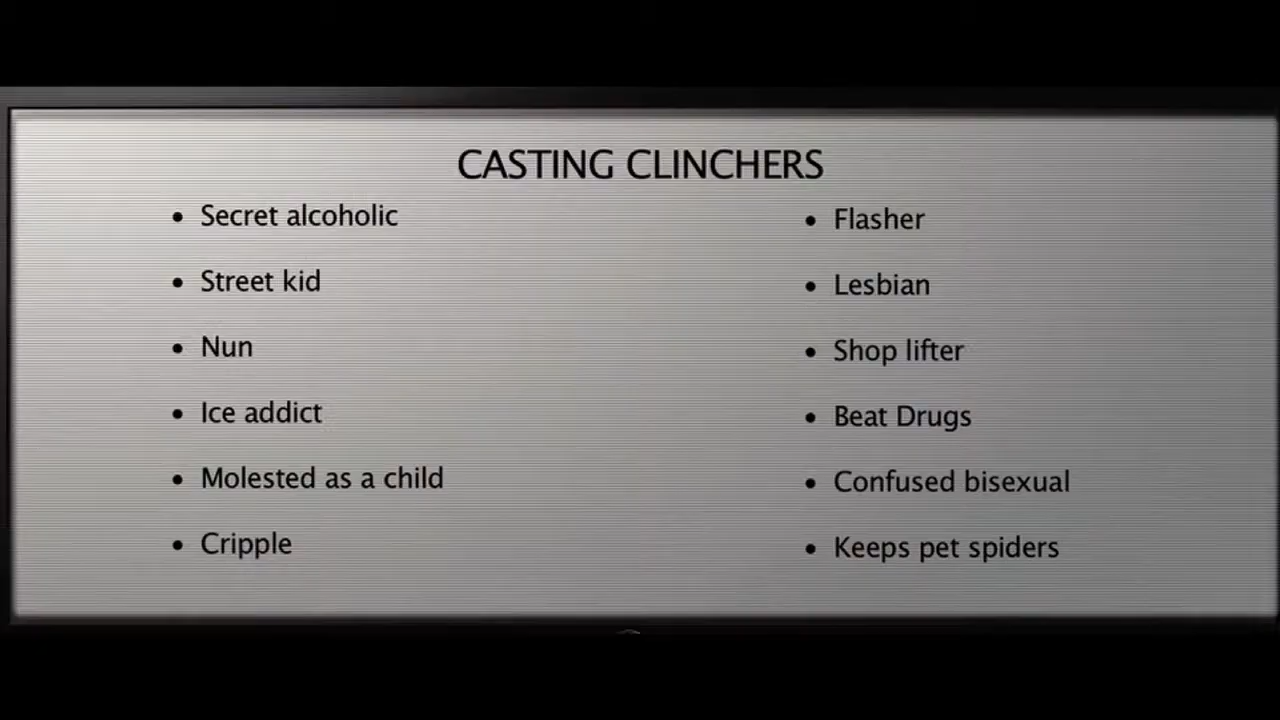 CASTING CLINCHERS
Secret alcoholic
Street kid
Nun
Ice addict
Molested as a child
Cripple
Flasher
Lesbian
Shop lifter
Beat Drugs
Confused bisexual
Keeps pet spiders